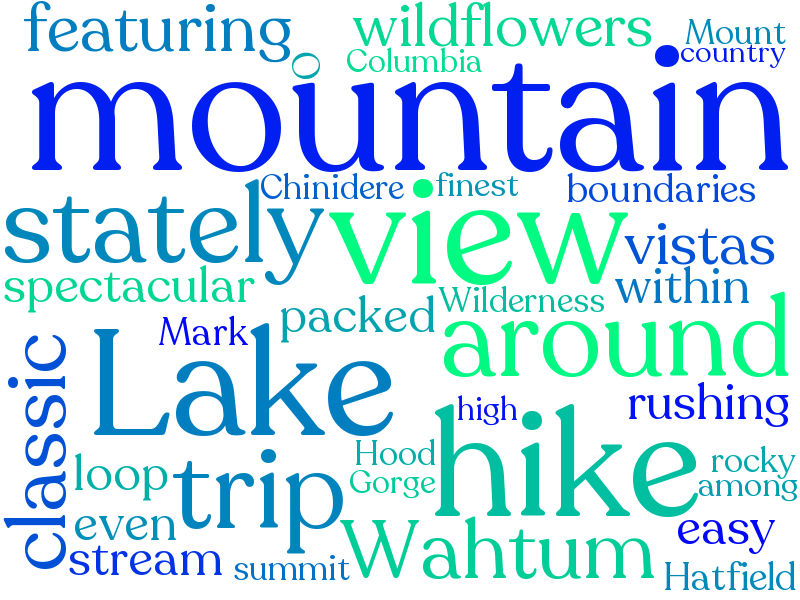 featuring wildflowers Mount
Columbia country
mountain
Chinidere finest boundaries
stately view vistas
spectacular Wilderness within
packed around
Mark
classic Lake
high rushing
hike
Hood rocky
loop trip Gorge among
even Wahtum easy
stream summit Hatfield